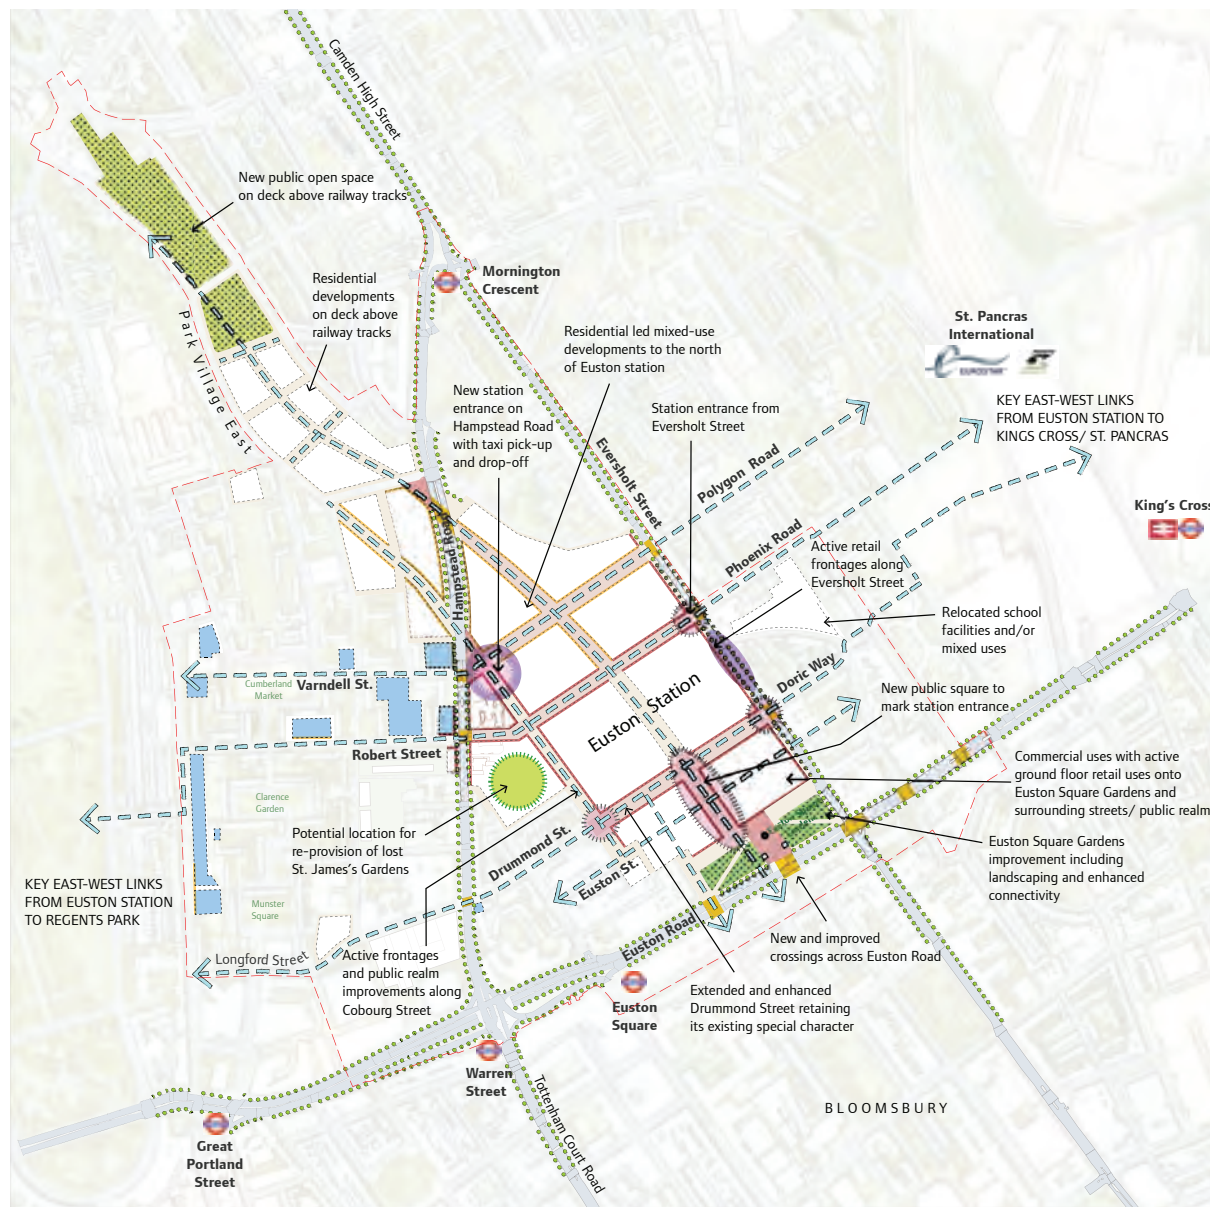 Camden High Street
New public open space
on deck above railway tracks
Mornington
Crescent
Residential
developments
on deck above
railway tracks
Park Village East
St. Pancras
International
EUROSTAR
Residential led mixed-use
developments to the north
of Euston station
New station
entrance on
Hampstead Road
with taxi pick-up
and drop-off
Station entrance from
Eversholt Street
KEY EAST-WEST LINKS
FROM EUSTON STATION TO
KINGS CROSS/ ST. PANCRAS
Eversholt Street
Polygon Road
King's Cros
Phoenix Road
Hampstead Road
Active retail
frontages along
Eversholt Street
Relocated school
facilities and/or
mixed uses
Doric Way
Cumberland
Market
Varndell St.
Euston Station
New public square to
mark station entrance
Robert Street
Commercial uses with active
ground floor retail uses onto
Euston Square Gardens and
surrounding streets/ public realm
Clarence
Garden
Potential location for
re-provision of lost
St. James's Gardens
Drummond St.
Euston St.
Euston Square Gardens
improvement including
landscaping and enhanced
connectivity
KEY EAST-WEST LINKS
FROM EUSTON STATION
TO REGENTS PARK
Munster
Square
Longford Street
Active frontages
and public realm
improvements along
Cobourg Street
Euston Road
New and improved
crossings across Euston Road
Extended and enhanced
Drummond Street retaining
its existing special character
Euston
Square
Warren
Street
Tottenham Court Road
BLOOMSBURY
Great
Portland
Street